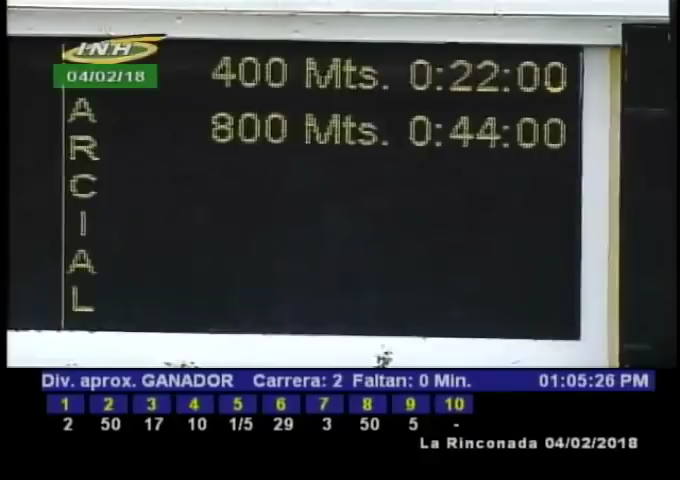 INH
04/02/18
400 Mts. 0:22:00
800 Mts. 0:44:00
A
R
C
I
A
L
Div. aprox. GANADOR Carrera: 2 Faltan: 0 Min. 01:05:26 PM
1 2 3 4 5 6 7 8 9 10
2 50 17 10 1/5 29 3 50 5 -
La Rinconada 04/02/2018